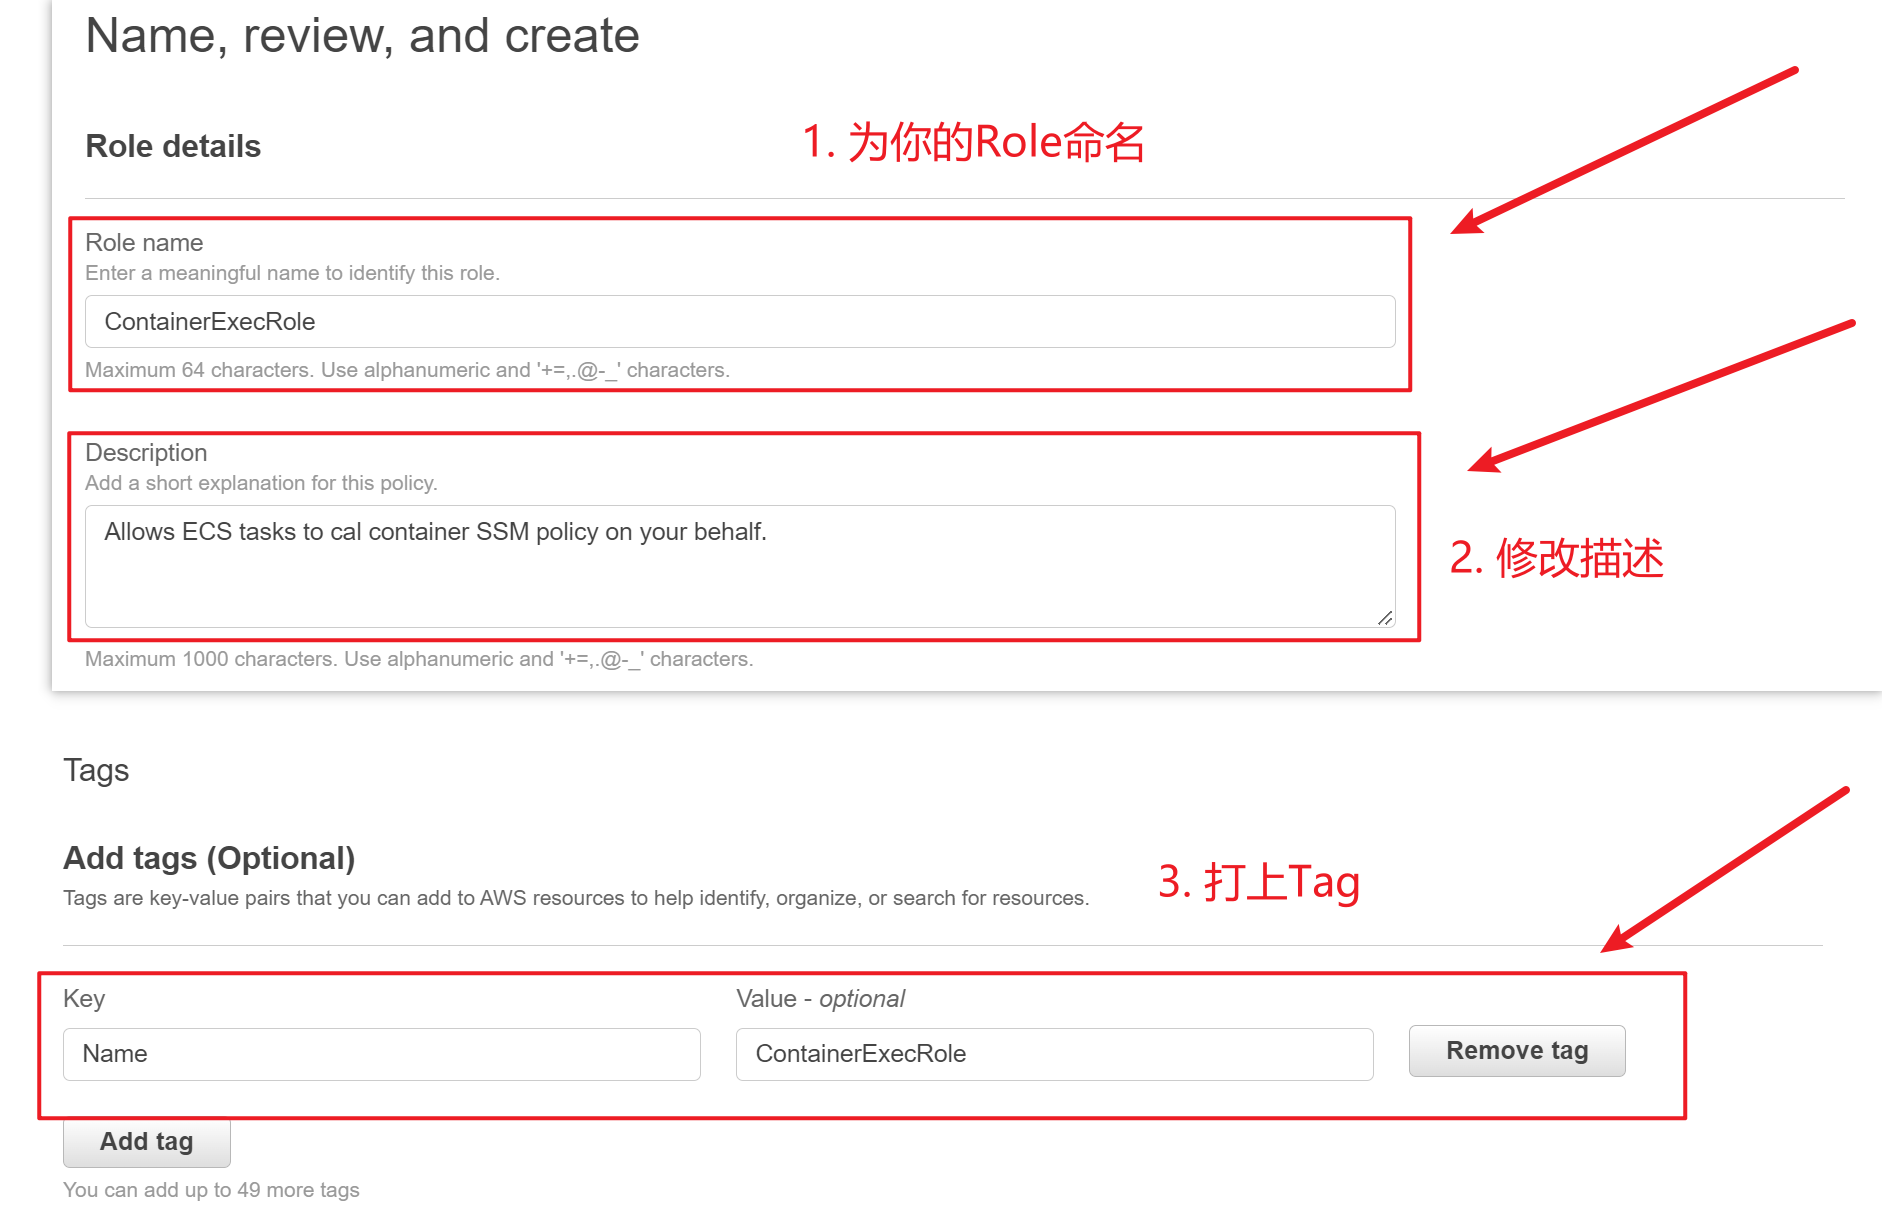 Name, review, and create
Role details
1. 为你的Role命名
Role name
Enter a meaningful name to identify this role.
ContainerExecRole
Maximum 64 characters. Use alphanumeric and '+=,.@-_' characters.
Description
Add a short explanation for this policy.
Allows ECS tasks to cal container SSM policy on your behalf.
2. 修改描述
Maximum 1000 characters. Use alphanumeric and '+=,.@-_' characters.
Tags
Add tags (Optional)
Tags are key-value pairs that you can add to AWS resources to help identify, organize, or search for resources.
3. 打上Tag
Key
Value - optional
Name
ContainerExecRole
Remove tag
Add tag
You can add up to 49 more tags